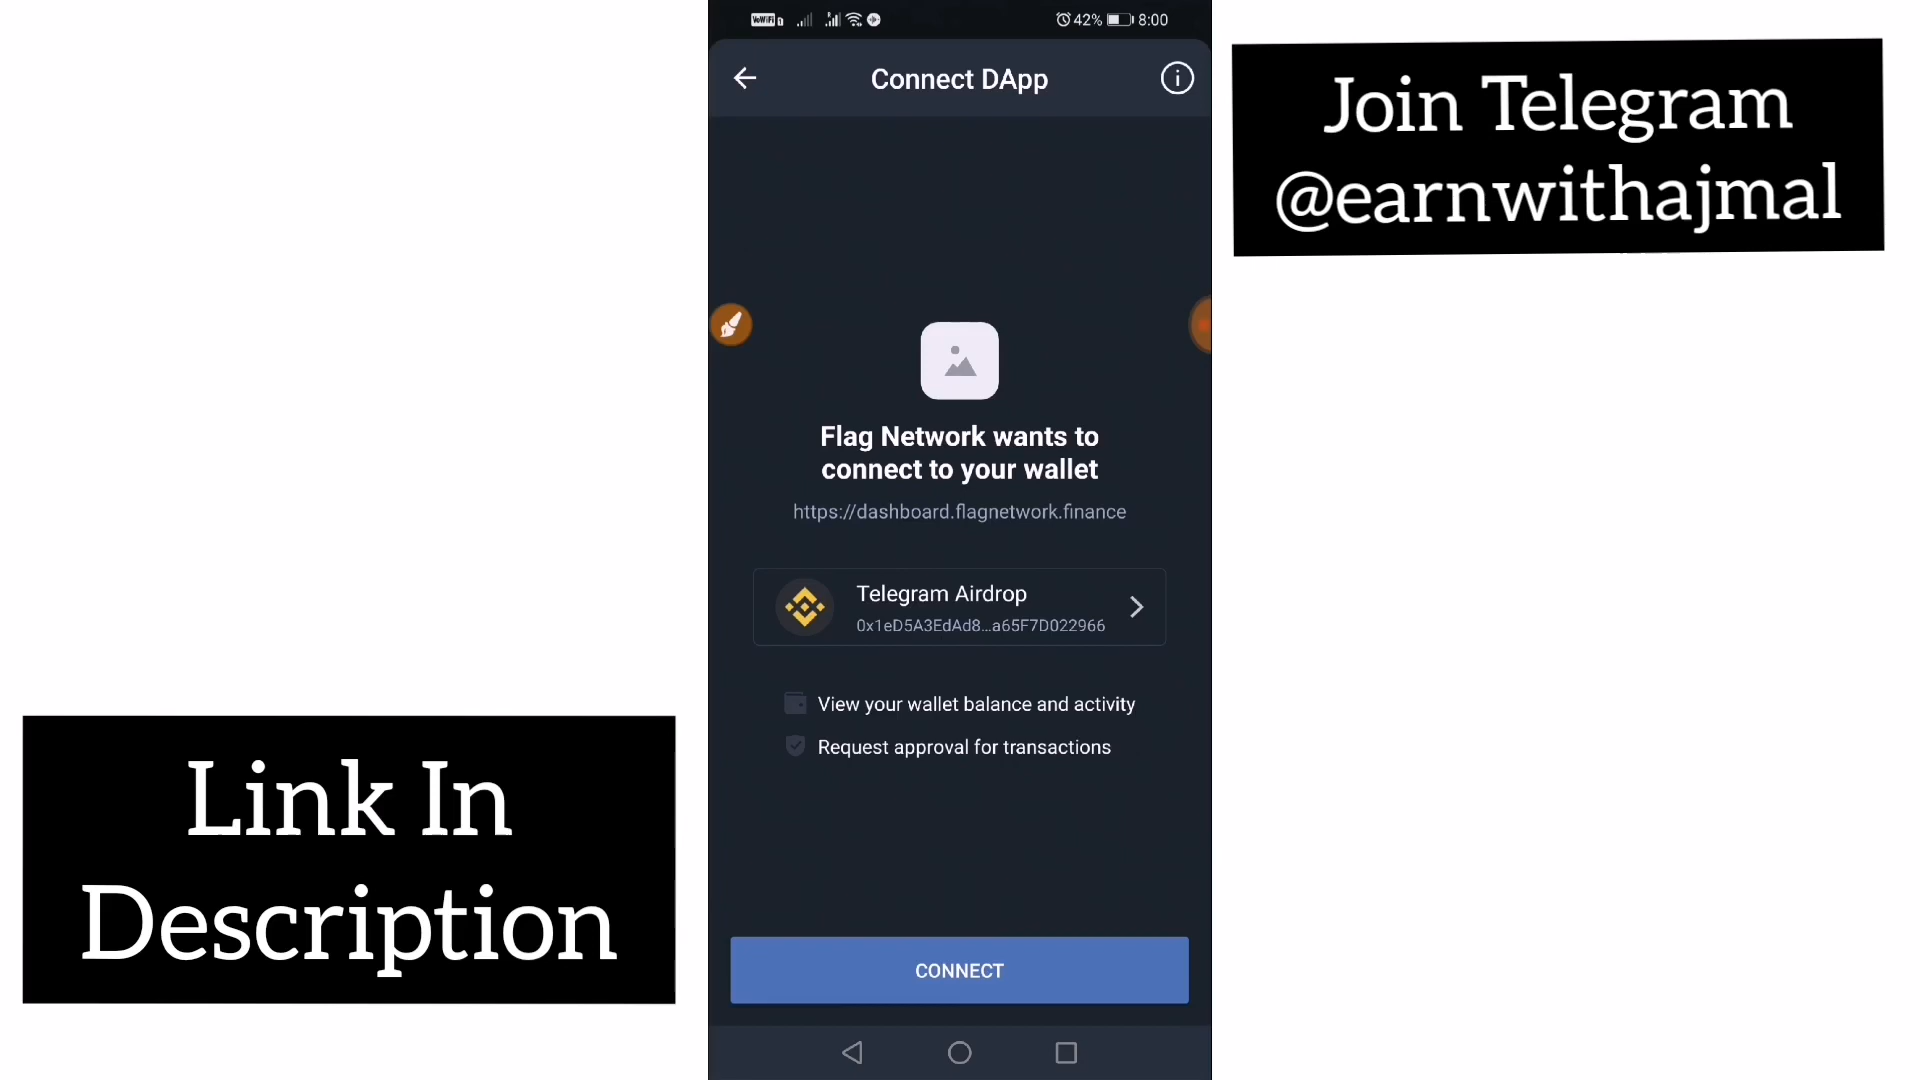 VoWiFi
42%
8:00
Connect DApp
Join Telegram
@earnwithajmal
Flag Network wants to
connect to your wallet
https://dashboard.flagnetwork.finance
Telegram Airdrop
0x1eD5A3EdAd8...a65F7D022966
View your wallet balance and activity
Request approval for transactions
Link In
Description
CONNECT